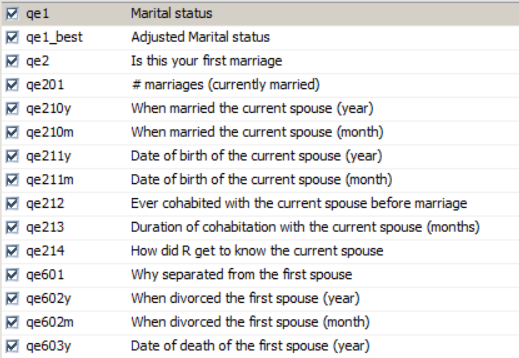 qe1 Marital status
qe1_best Adjusted Marital status
qe2 Is this your first marriage
qe201 # marriages (currently married)
qe210y When married the current spouse (year)
qe210m When married the current spouse (month)
qe211y Date of birth of the current spouse (year)
qe211m Date of birth of the current spouse (month)
qe212 Ever cohabited with the current spouse before marriage
qe213 Duration of cohabitation with the current spouse (months)
qe214 How did R get to know the current spouse
qe601 Why separated from the first spouse
qe602y When divorced the first spouse (year)
qe602m When divorced the first spouse (month)
qe603y Date of death of the first spouse (year)